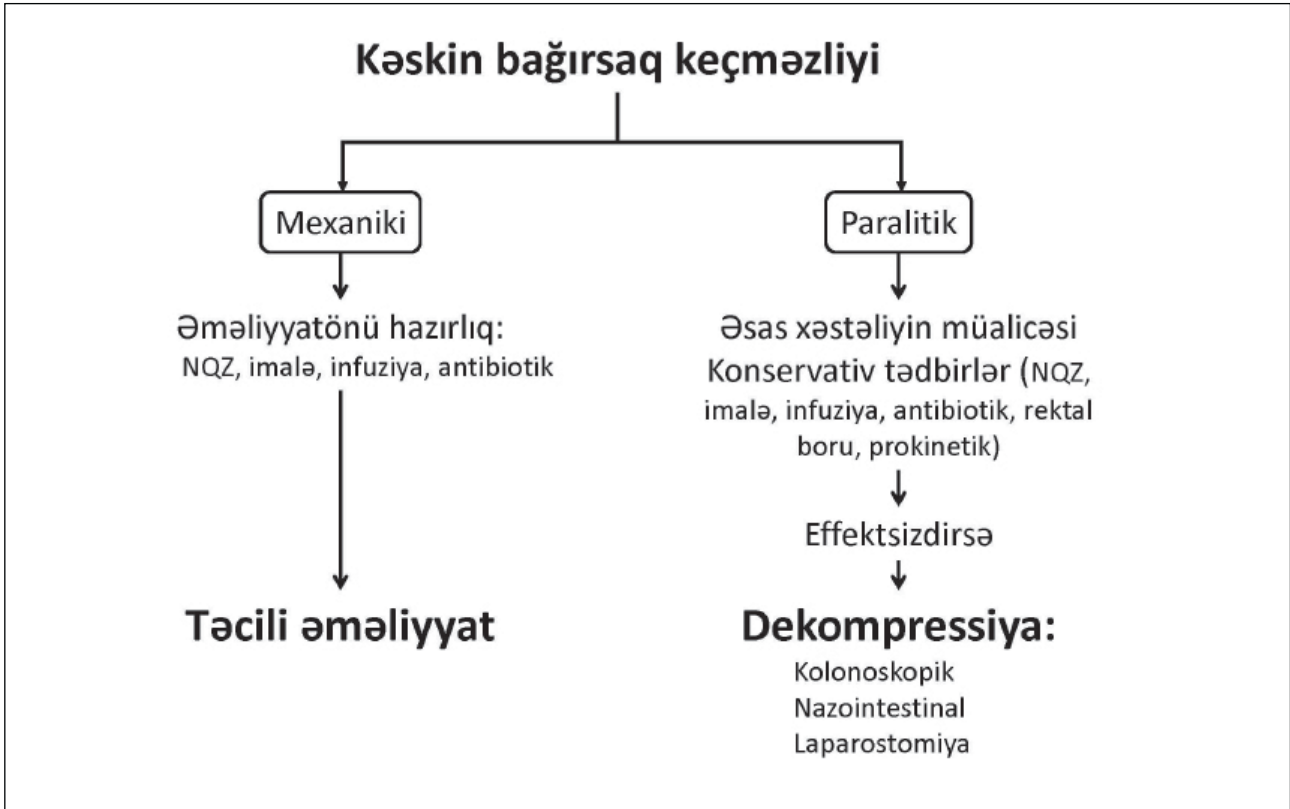 Kəskin bağırsaq keçməzliyi
Mexaniki
Əməliyyatönü hazırlıq:
NQZ, imalə, infuziya, antibiotik
Təcili əməliyyat
Paralitik
Əsas xəstəliyin müalicəsi
Konservativ tədbirlər (NQZ,
imalə, infuziya, antibiotik, rektal
boru, prokinetik)
Effektsizdirsə
Dekompressiya:
Kolonoskopik
Nazointestinal
Laparostomiya